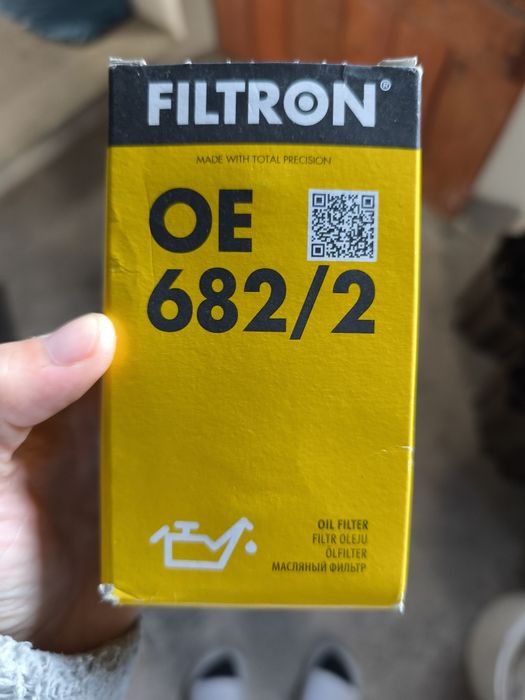 FILTRON®
MADE WITH TOTAL PRECISION
OE
682/2
OIL FILTER
FILTR OLEJU
ÖLFILTER
МАСЛЯНЫЙ ФИЛЬТР